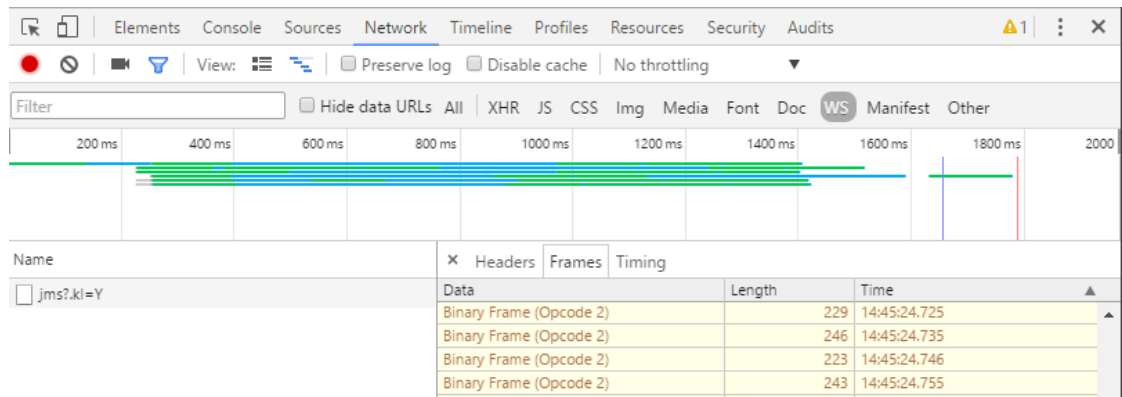 Elements Console Sources Network Timeline Profiles Resources Security Audits 1
View: Preserve log Disable cache No throttling
Filter Hide data URLs All XHR JS CSS Img Media Font Doc WS Manifest Other
200 ms 400 ms 600 ms 800 ms 1000 ms 1200 ms 1400 ms 1600 ms 1800 ms 2000
Name × Headers Frames Timing
jms?.kl=Y Data Length Time
Binary Frame (Opcode 2) 229 14:45:24.725
Binary Frame (Opcode 2) 246 14:45:24.735
Binary Frame (Opcode 2) 223 14:45:24.746
Binary Frame (Opcode 2) 243 14:45:24.755